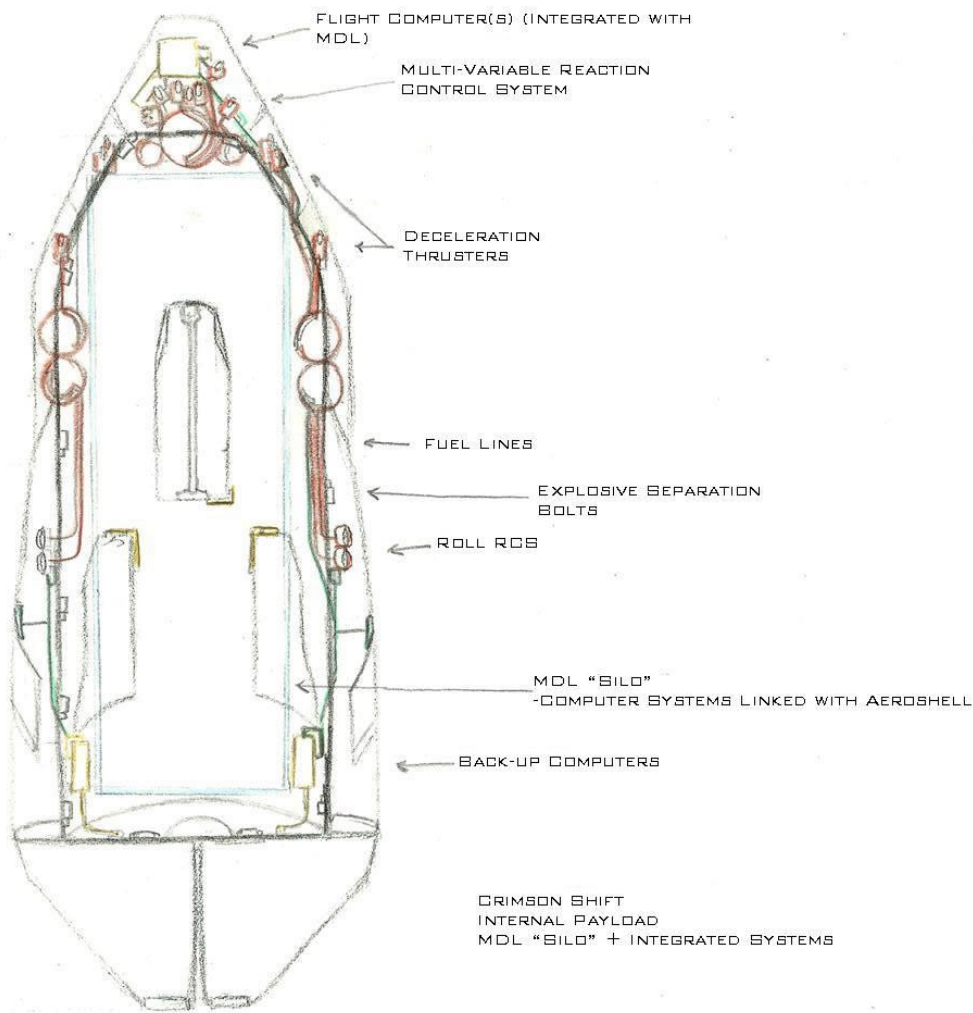 Flight Computer(s) (Integrated with
MDL)
Multi-Variable Reaction
Control System
Deceleration
Thrusters
Fuel Lines
Explosive Separation
Bolts
Roll RCS
MDL "Silo"
-Computer Systems Linked with Aeroshell
Back-up Computers
Crimson Shift
Internal Payload
MDL "Silo" + Integrated Systems